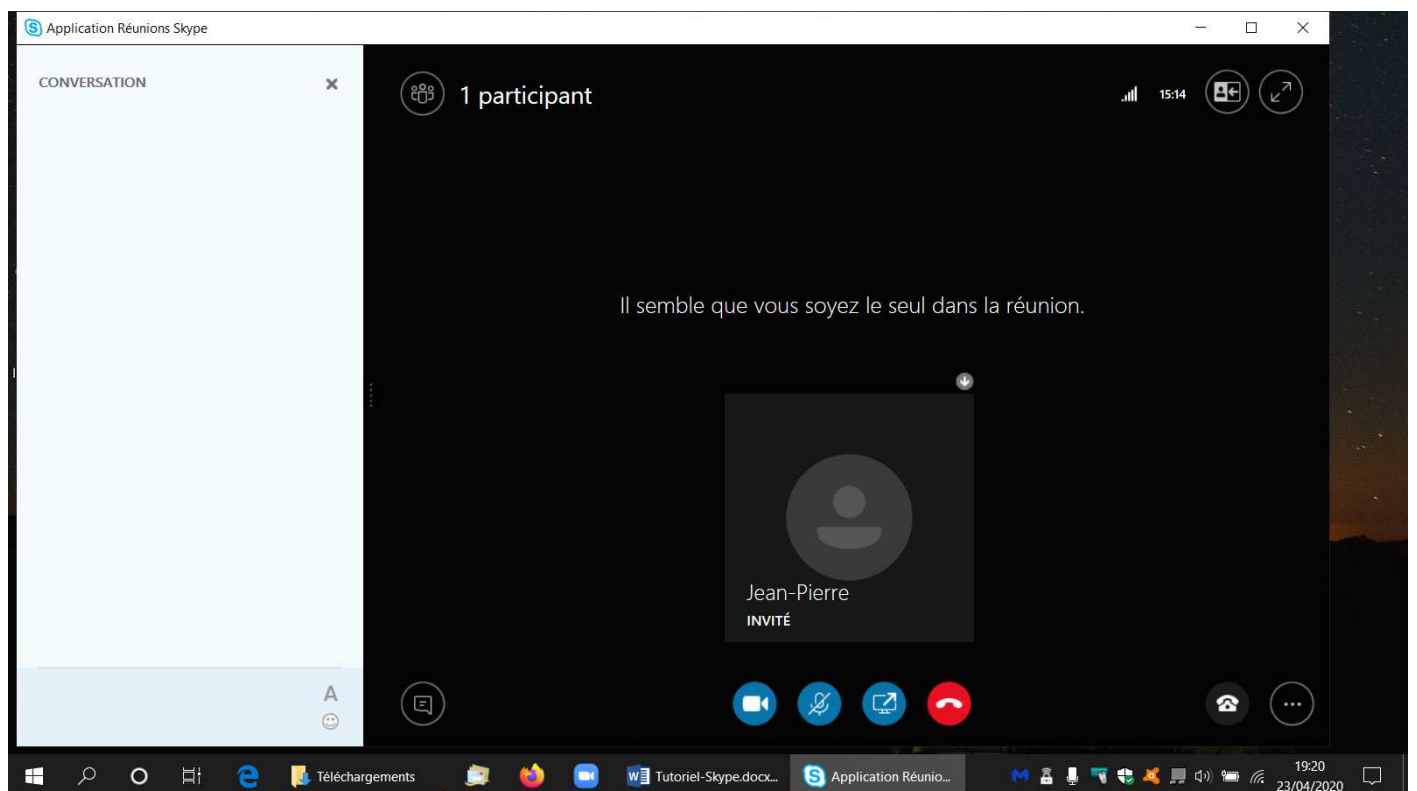 Application Réunions Skype
CONVERSATION
1 participant
15:14
Il semble que vous soyez le seul dans la réunion.
Jean-Pierre
INVITÉ
A
Téléchargements
Tutoriel-Skype.docx...
Application Réunio...
19:20
23/04/2020